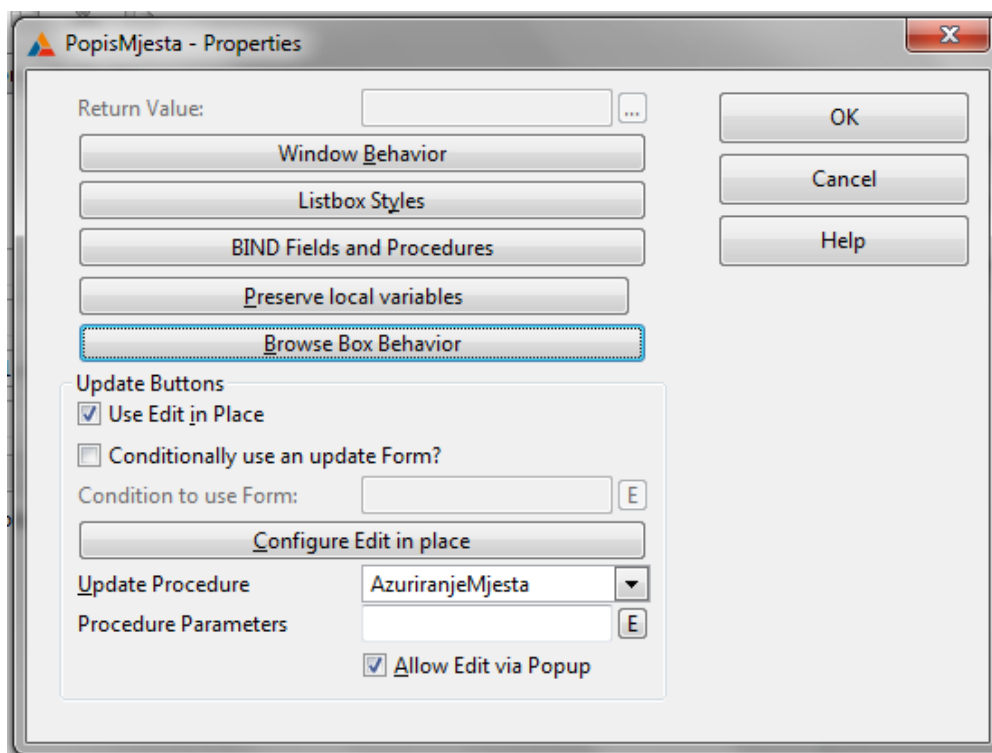 PopisMjesta - Properties
Return Value:
...
OK
Window Behavior
Cancel
Listbox Styles
Help
BIND Fields and Procedures
Preserve local variables
Browse Box Behavior
Update Buttons
Use Edit in Place
Conditionally use an update Form?
Condition to use Form:
E
Configure Edit in place
Update Procedure
AzuriranjeMjesta
Procedure Parameters
E
Allow Edit via Popup